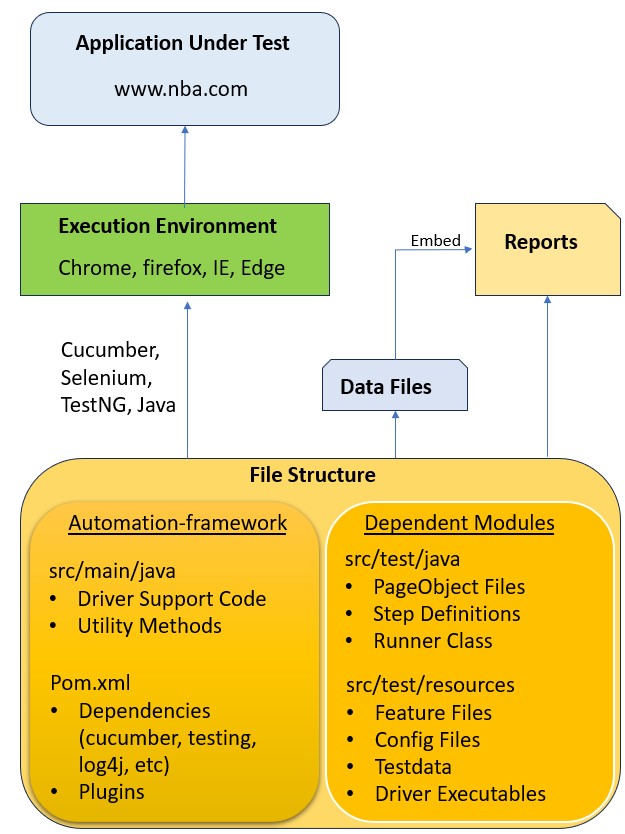 Application Under Test
www.nba.com
Execution Environment
Chrome, firefox, IE, Edge
Embed
Reports
Cucumber,
Selenium,
TestNG, Java
Data Files
File Structure
Automation-framework
src/main/java
• Driver Support Code
• Utility Methods
Pom.xml
• Dependencies
(cucumber, testing,
log4j, etc)
• Plugins
Dependent Modules
src/test/java
• PageObject Files
• Step Definitions
• Runner Class
src/test/resources
• Feature Files
• Config Files
• Testdata
• Driver Executables